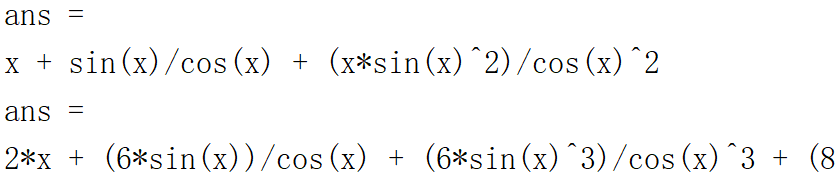 ans =
x + sin(x)/cos(x) + (x*sin(x)^2)/cos(x)^2
ans =
2*x + (6*sin(x))/cos(x) + (6*sin(x)^3)/cos(x)^3 + (8